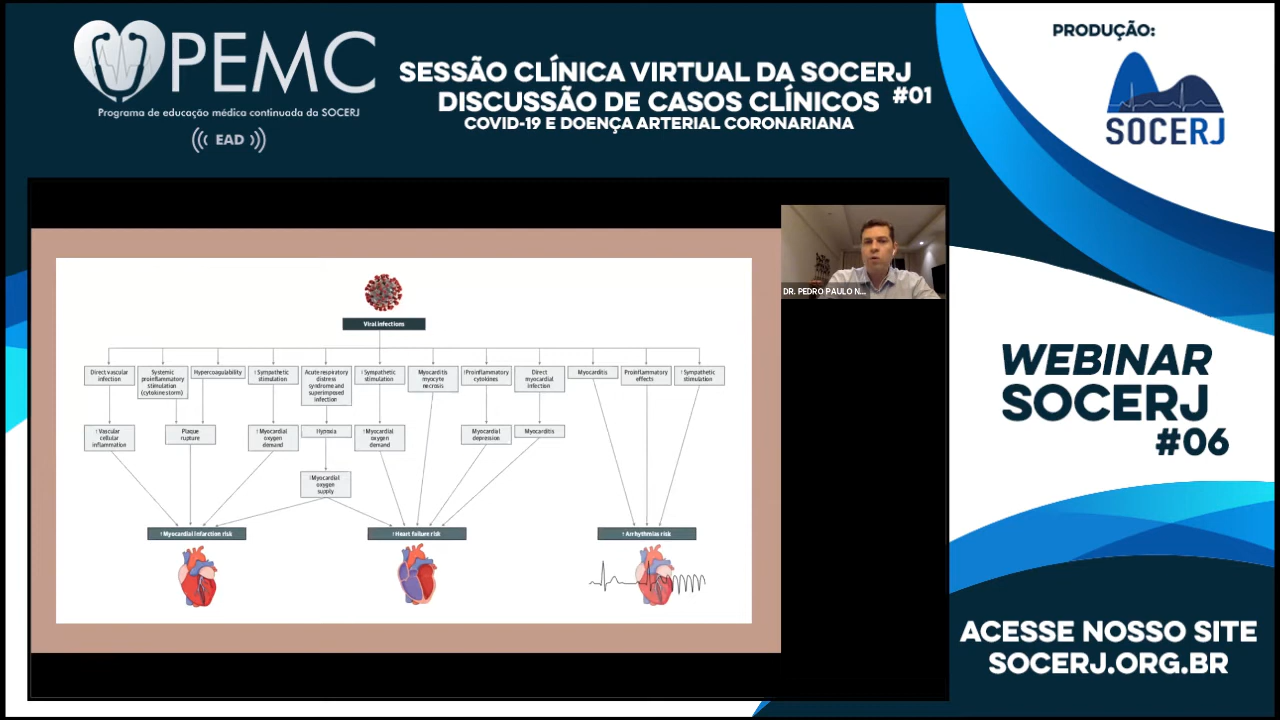 PEMC
Programa de educação médica continuada da SOCERJ
EAD
SESSÃO CLÍNICA VIRTUAL DA SOCERJ
DISCUSSÃO DE CASOS CLÍNICOS #01
COVID-19 E DOENÇA ARTERIAL CORONARIANA
PRODUÇÃO:
SOCERJ
DR. PEDRO PAULO N...
Viral infections
Direct vascular
infection
Systemic
proinflammatory
stimulation
(cytokine storm)
Hypercoagulability
↑Sympathetic
stimulation
Acute respiratory
distress
syndrome and
superimposed
infection
↑Sympathetic
stimulation
Myocarditis
myocyte
necrosis
↑Proinflammatory
cytokines
Direct
myocardial
infection
Myocarditis
Proinflammatory
effects
↑Sympathetic
stimulation
↑Vascular
cellular
inflammation
Plaque
rupture
↑Myocardial
oxygen
demand
Hypoxia
↑Myocardial
oxygen
demand
Myocardial
depression
Myocarditis
Myocardial
oxygen
supply
↑Myocardial infarction risk
↑Heart failure risk
↑Arrhythmias risk
WEBINAR
SOCERJ
#06
ACESSE NOSSO SITE
SOCERJ.ORG.BR